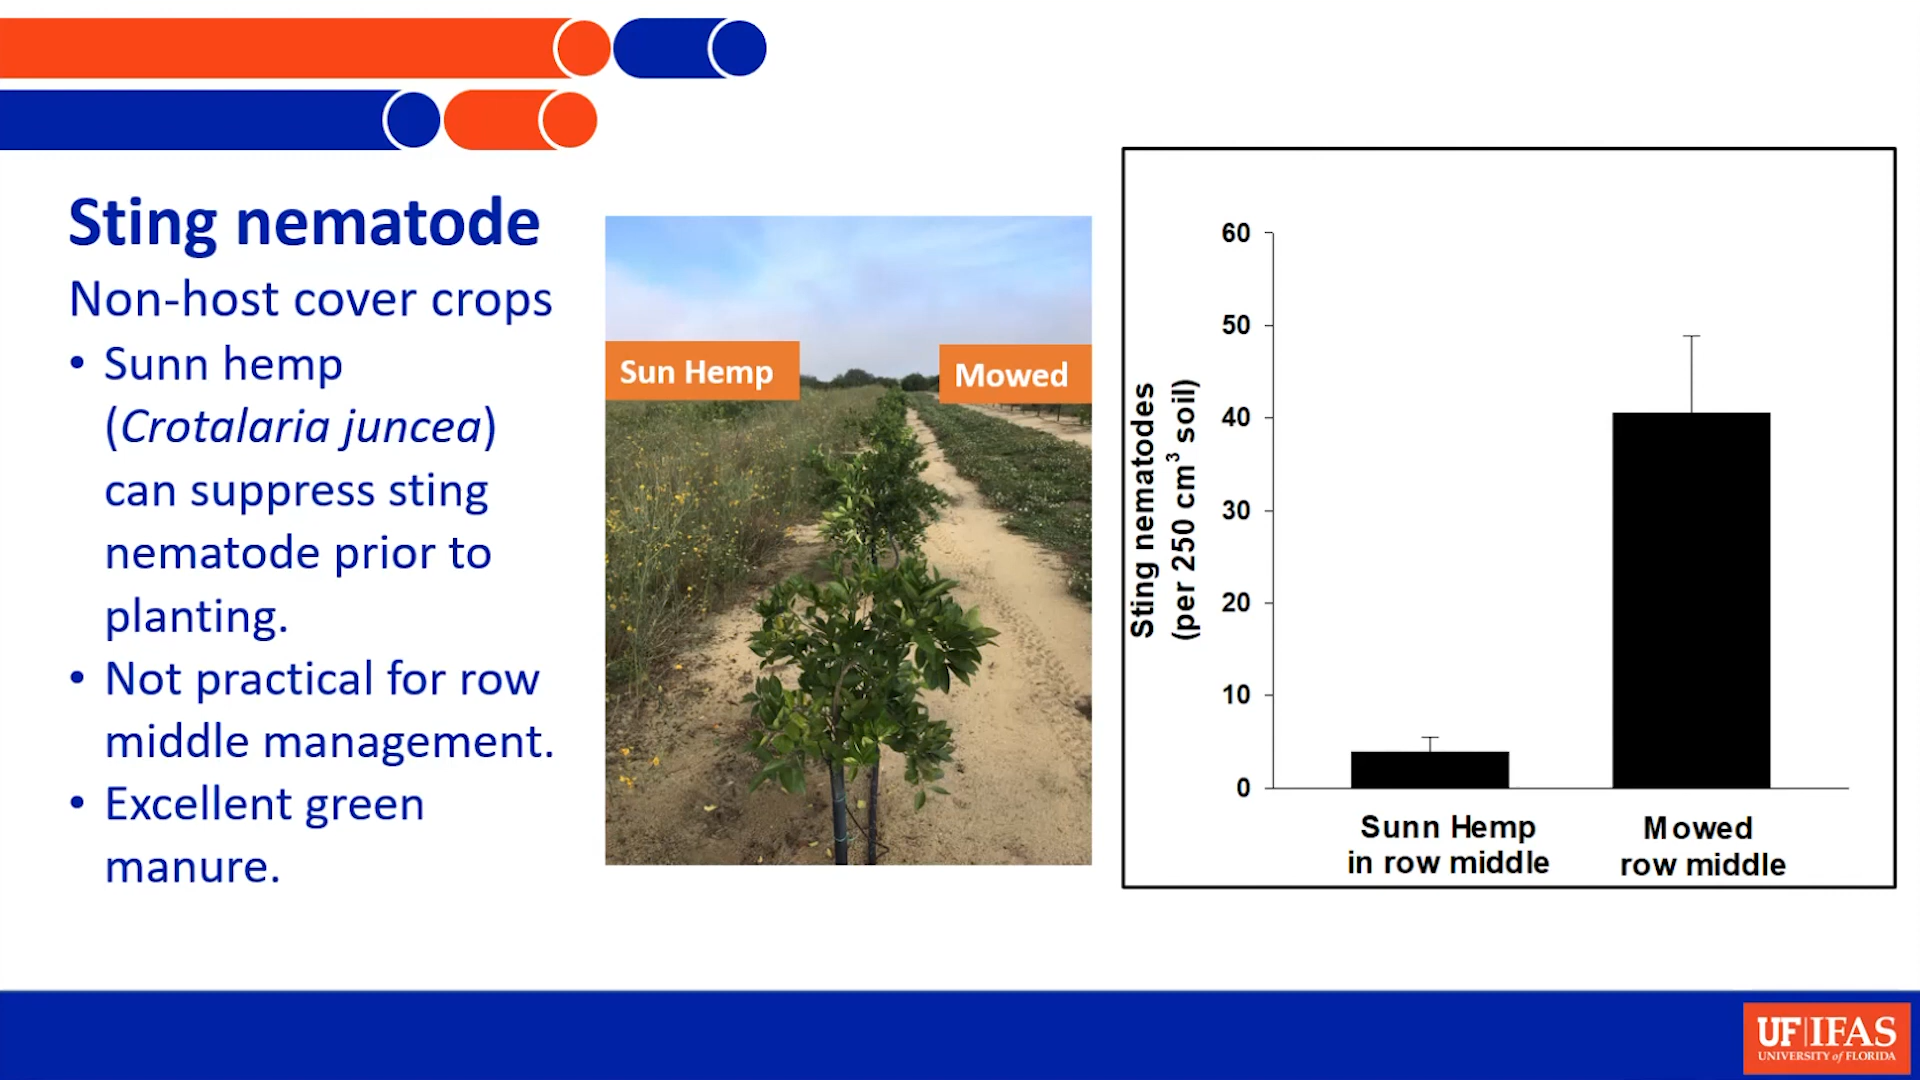 Sting nematode
Non-host cover crops
• Sunn hemp
(Crotalaria juncea)
can suppress sting
nematode prior to
planting.
• Not practical for row
middle management.
• Excellent green
manure.
Sun Hemp
Mowed
Sting nematodes
(per 250 cm³ soil)
60
50
40
30
20
10
0
Sunn Hemp
in row middle
Mowed
row middle
UF|IFAS
UNIVERSITY of FLORIDA